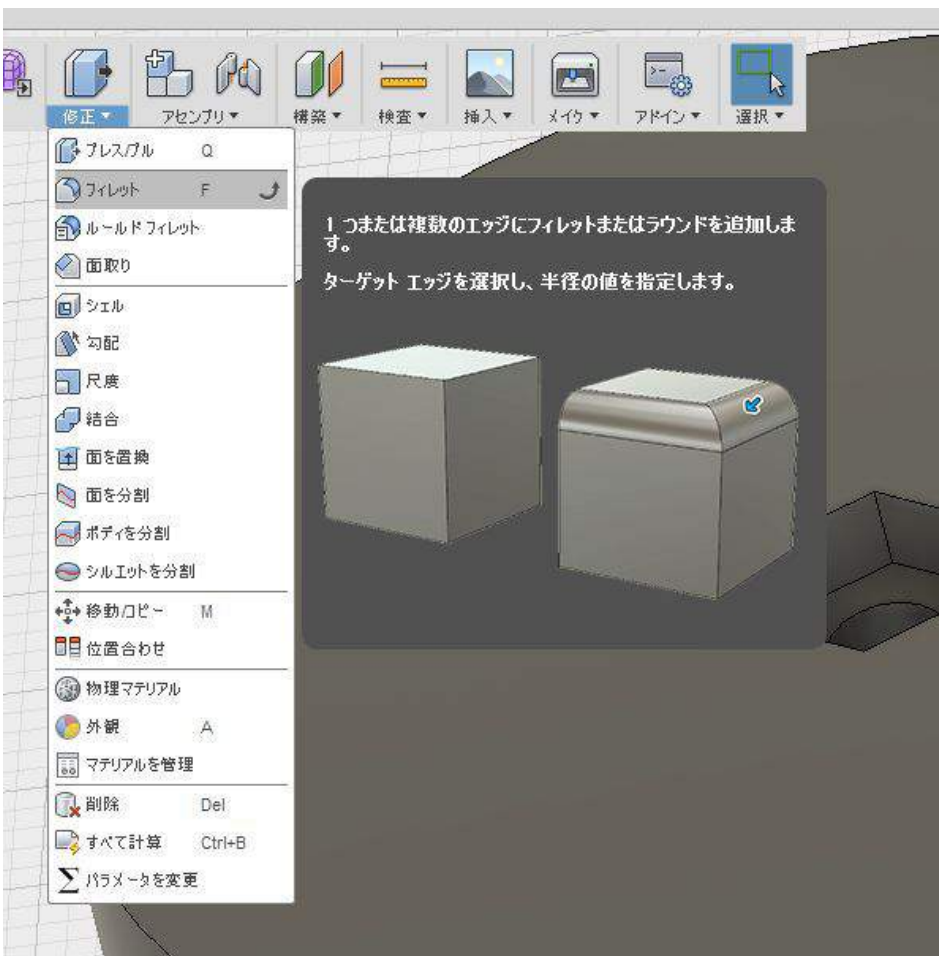 修正▼
アセンブリ▼
構築▼
検査▼
挿入▼
メイク▼
アドイン▼
選択▼
プレス/プル Q
フィレット F
ルールド フィレット
面取り
シェル
勾配
尺度
結合
面を置換
面を分割
ボディを分割
シルエットを分割
移動/コピー M
位置合わせ
物理マテリアル
外観 A
マテリアルを管理
削除 Del
すべて計算 Ctrl+B
パラメータを変更
1 つまたは複数のエッジにフィレットまたはラウンドを追加しま
す。
ターゲット エッジを選択し、半径の値を指定します。